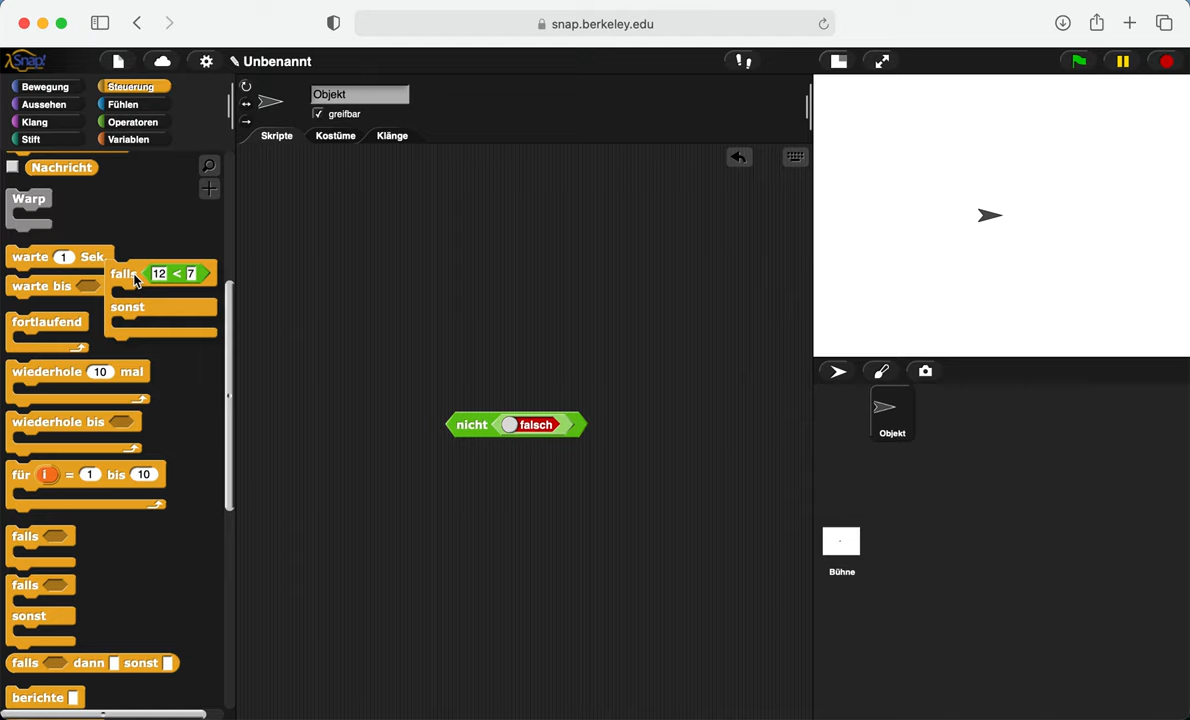 snap.berkeley.edu
Snap!
Unbenannt
Bewegung
Steuerung
Aussehen
Fühlen
Klang
Operatoren
Stift
Variablen
Objekt
greifbar
Skripte
Kostüme
Klänge
Nachricht
Warp
warte 1 Sek.
warte bis
falls 12 < 7
sonst
fortlaufend
wiederhole 10 mal
wiederhole bis
für i = 1 bis 10
falls
falls
sonst
falls dann sonst
berichte
nicht falsch
Objekt
Bühne